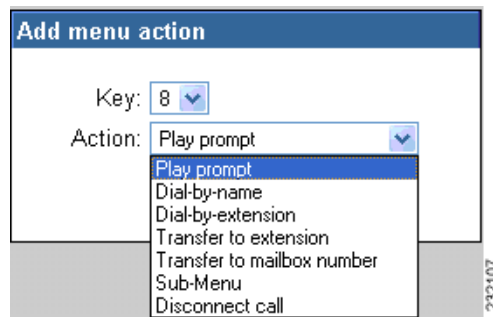 Add menu action
Key: 8
Action: Play prompt
Play prompt
Dial-by-name
Dial-by-extension
Transfer to extension
Transfer to mailbox number
Sub-Menu
Disconnect call
232107